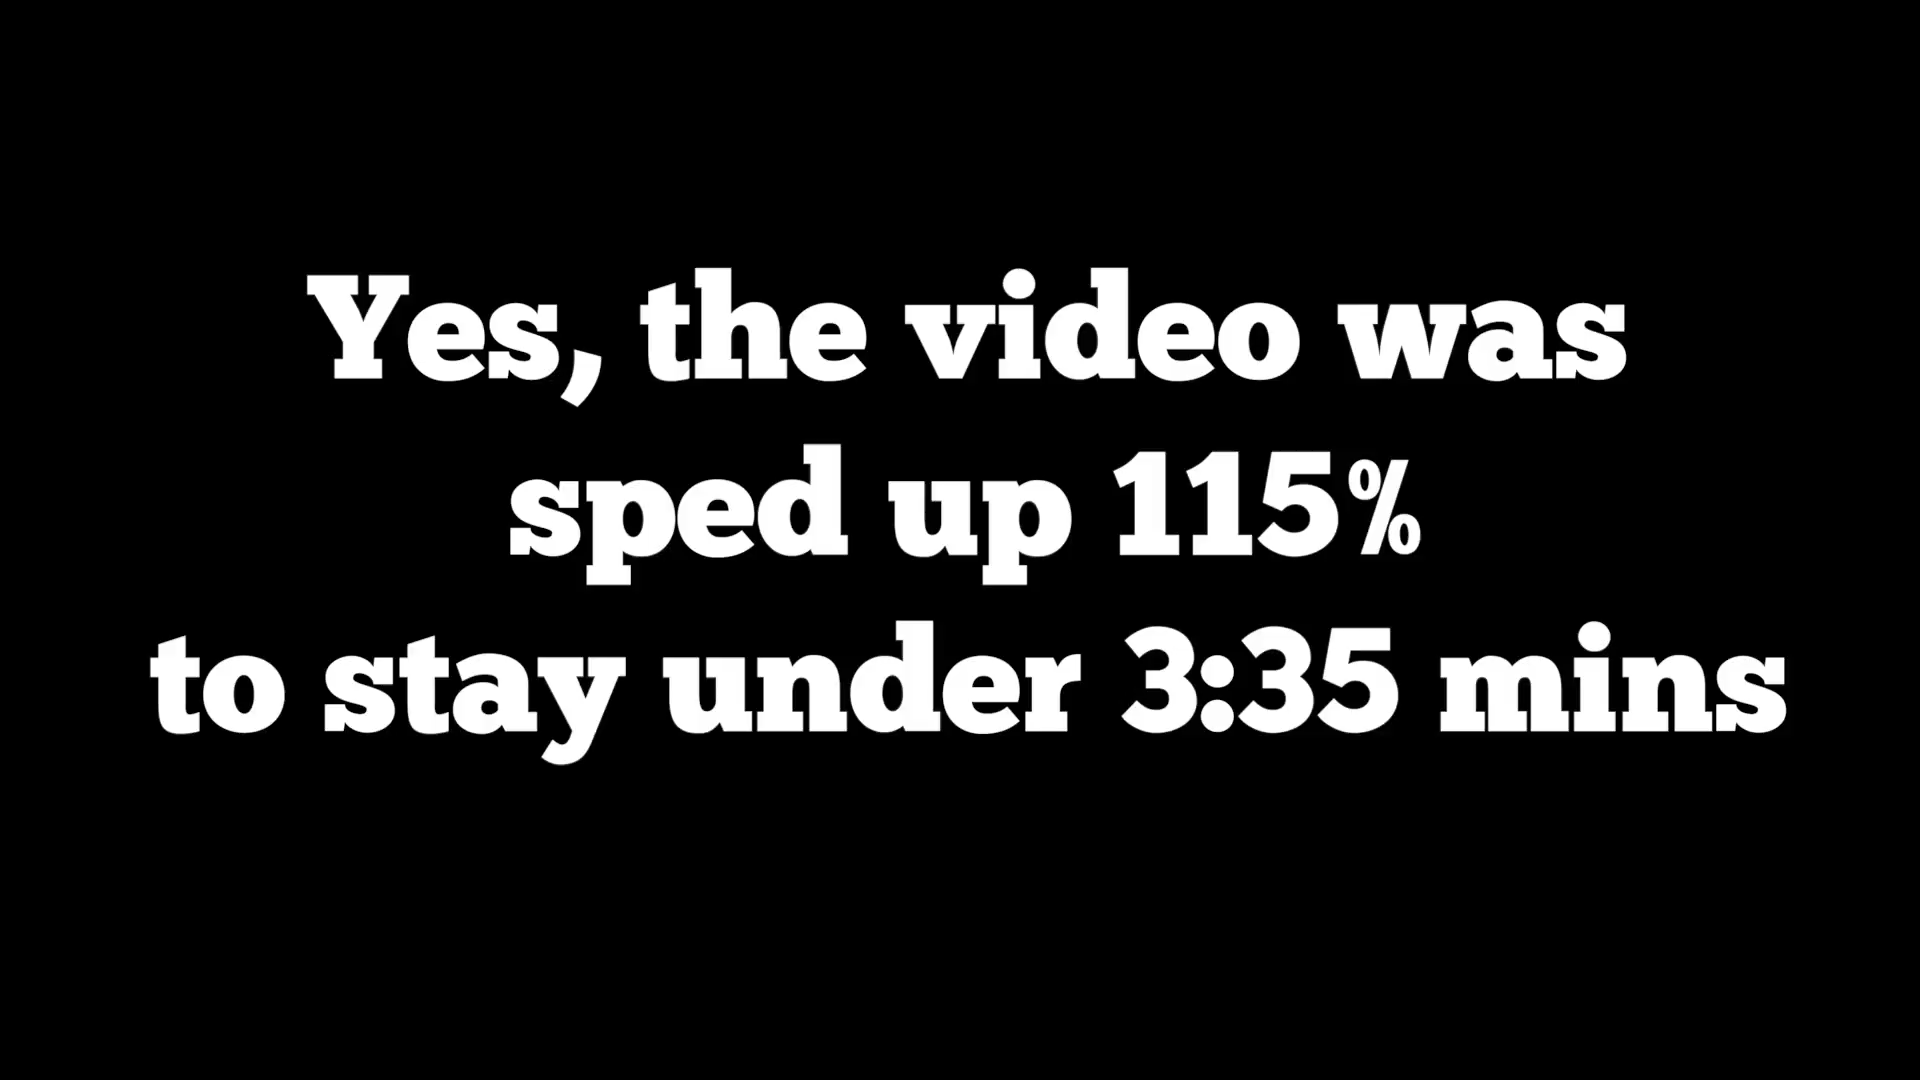 Yes, the video was
sped up 115%
to stay under 3:35 mins